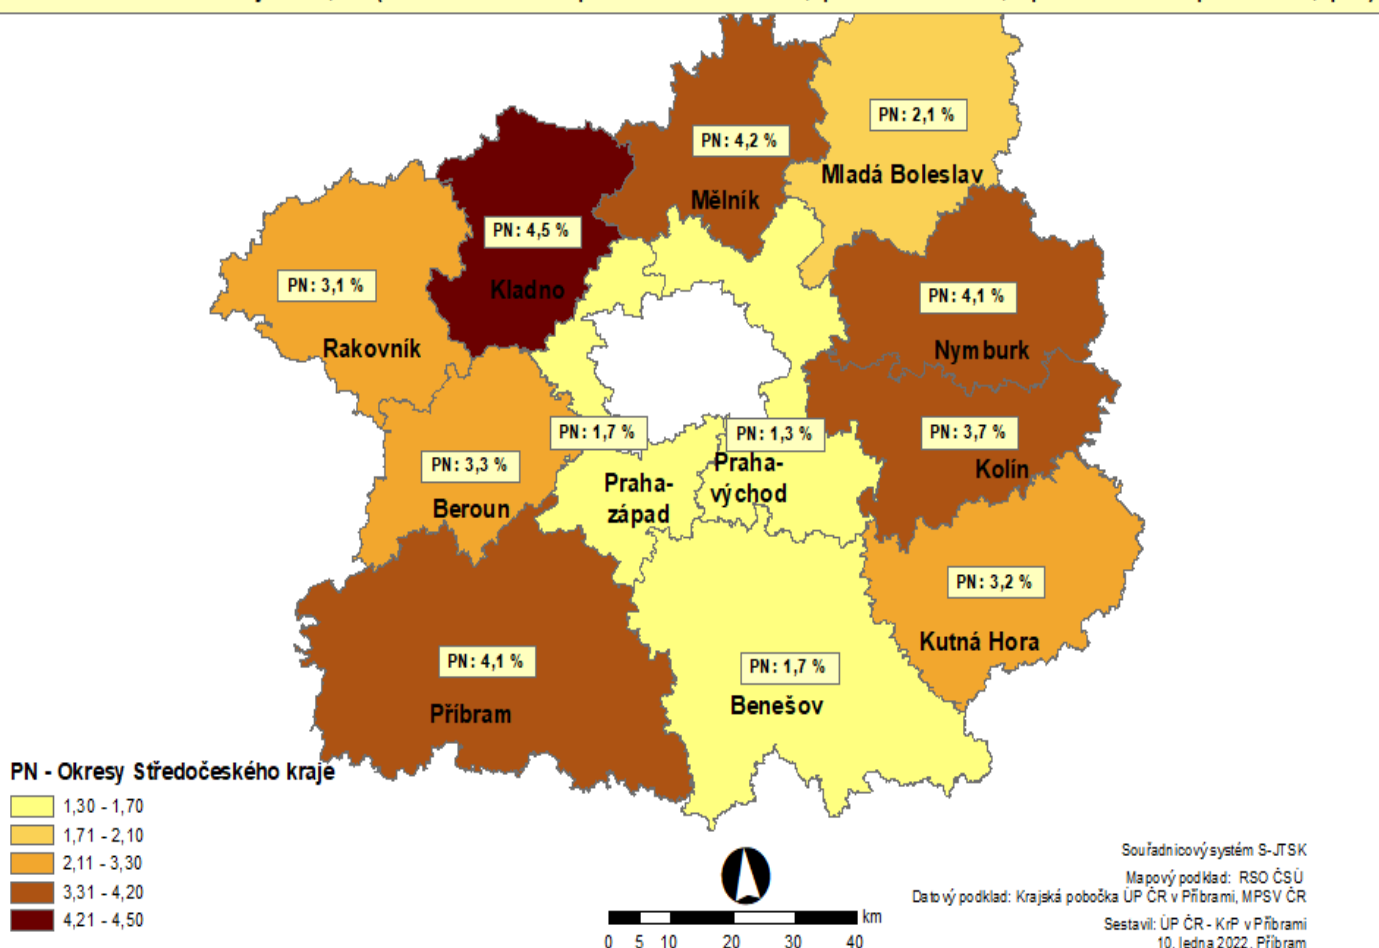 PN: 2,1 %
Mladá Boleslav
PN: 4,2 %
Mělník
PN: 4,5 %
Kladno
PN: 3,1 %
Rakovník
PN: 4,1 %
Nymburk
PN: 1,7 %
Praha-
západ
PN: 1,3 %
Praha-
východ
PN: 3,7 %
Kolín
PN: 3,3 %
Beroun
PN: 3,2 %
Kutná Hora
PN: 4,1 %
Příbram
PN: 1,7 %
Benešov
PN - Okresy Středočeského kraje
1,30 - 1,70
1,71 - 2,10
2,11 - 3,30
3,31 - 4,20
4,21 - 4,50
km
0 5 10 20 30 40
Souřadnicový systém S-JTSK
Mapový podklad: RSO ČSÚ
Datový podklad: Krajská pobočka ÚP ČR v Příbrami, MPSV ČR
Sestavil: ÚP ČR - KrP v Příbrami
10. ledna 2022, Příbram